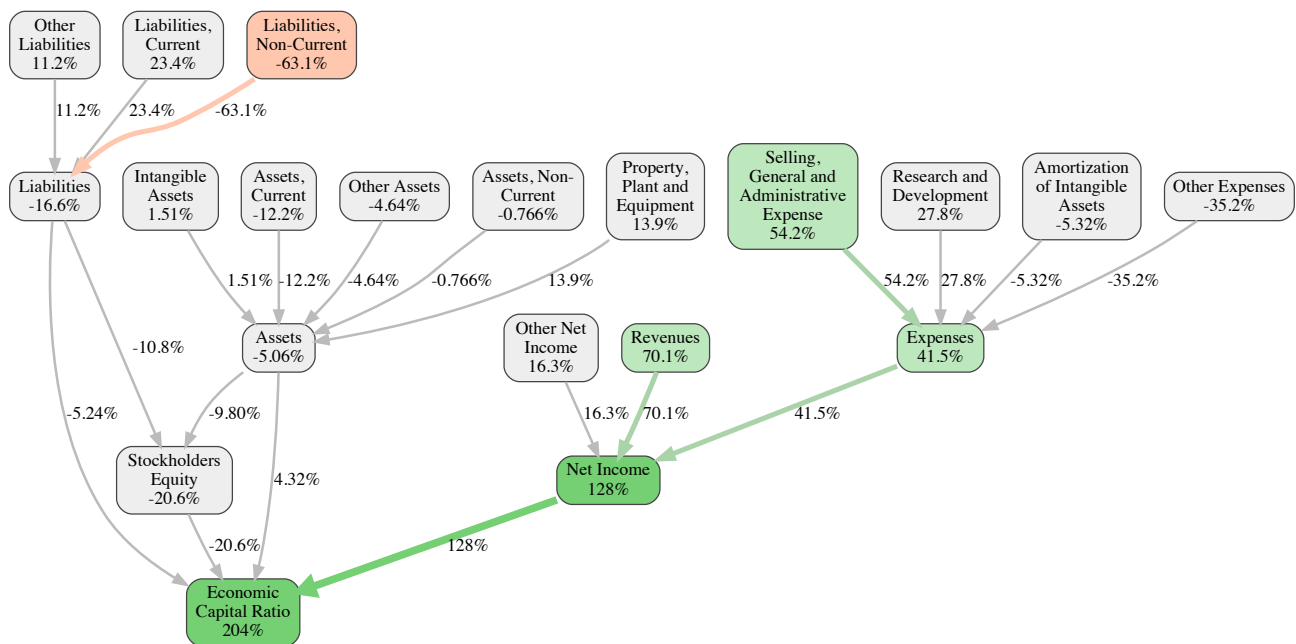 Other
Liabilities
11.2%
Liabilities,
Current
23.4%
Liabilities,
Non-Current
-63.1%
11.2%
23.4%
-63.1%
Liabilities
-16.6%
Intangible
Assets
1.51%
Assets,
Current
-12.2%
Other Assets
-4.64%
Assets, Non-
Current
-0.766%
Property,
Plant and
Equipment
13.9%
Selling,
General and
Administrative
Expense
54.2%
Research and
Development
27.8%
Amortization
of Intangible
Assets
-5.32%
Other Expenses
-35.2%
1.51%
-12.2%
-4.64%
-0.766%
13.9%
54.2%
27.8%
-5.32%
-35.2%
-10.8%
Assets
-5.06%
Other Net
Income
16.3%
Revenues
70.1%
Expenses
41.5%
-5.24%
-9.80%
16.3%
70.1%
41.5%
Stockholders
Equity
-20.6%
4.32%
Net Income
128%
-20.6%
128%
Economic
Capital Ratio
204%